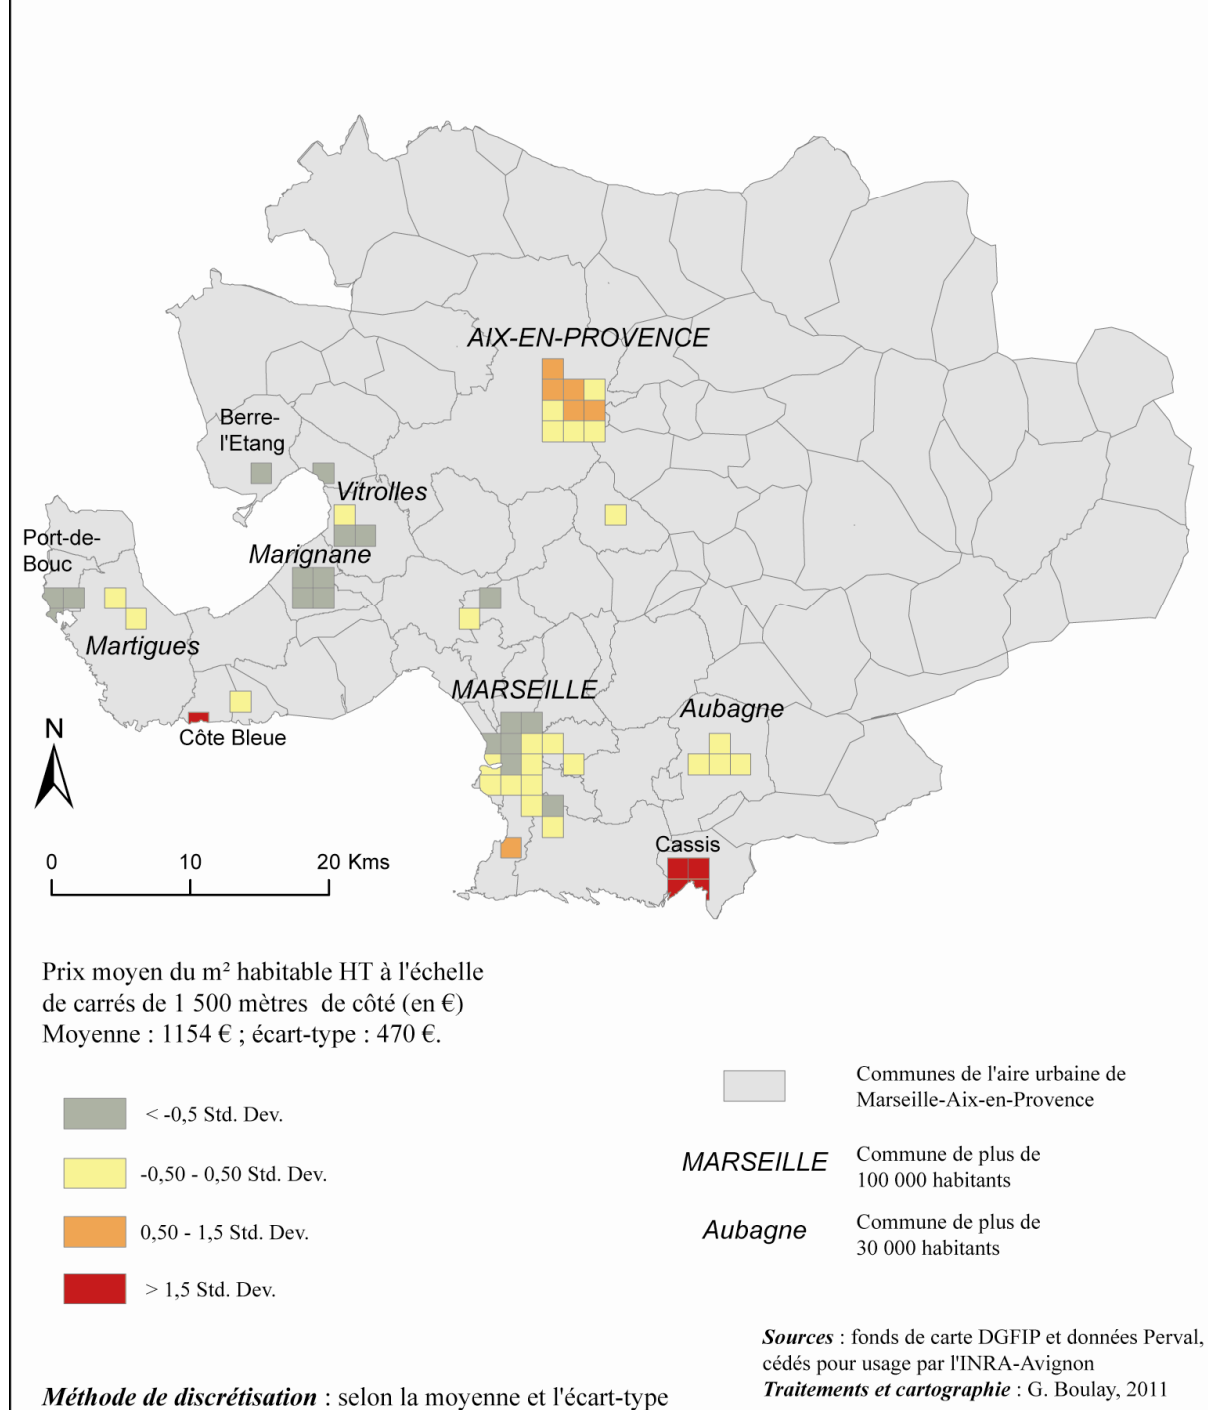 AIX-EN-PROVENCE
Berre-
l'Etang
Vitrolles
Port-de-
Bouc
Marignane
Martigues
MARSEILLE
Aubagne
Côte Bleue
N
Cassis
0 10 20 Kms
Prix moyen du m² habitable HT à l'échelle
de carrés de 1 500 mètres de côté (en €)
Moyenne : 1154 € ; écart-type : 470 €.
< -0,5 Std. Dev.
-0,50 - 0,50 Std. Dev.
0,50 - 1,5 Std. Dev.
> 1,5 Std. Dev.
Communes de l'aire urbaine de
Marseille-Aix-en-Provence
MARSEILLE
Commune de plus de
100 000 habitants
Aubagne
Commune de plus de
30 000 habitants
Sources : fonds de carte DGFIP et données Perval,
cédés pour usage par l'INRA-Avignon
Traitements et cartographie : G. Boulay, 2011
Méthode de discrétisation : selon la moyenne et l'écart-type